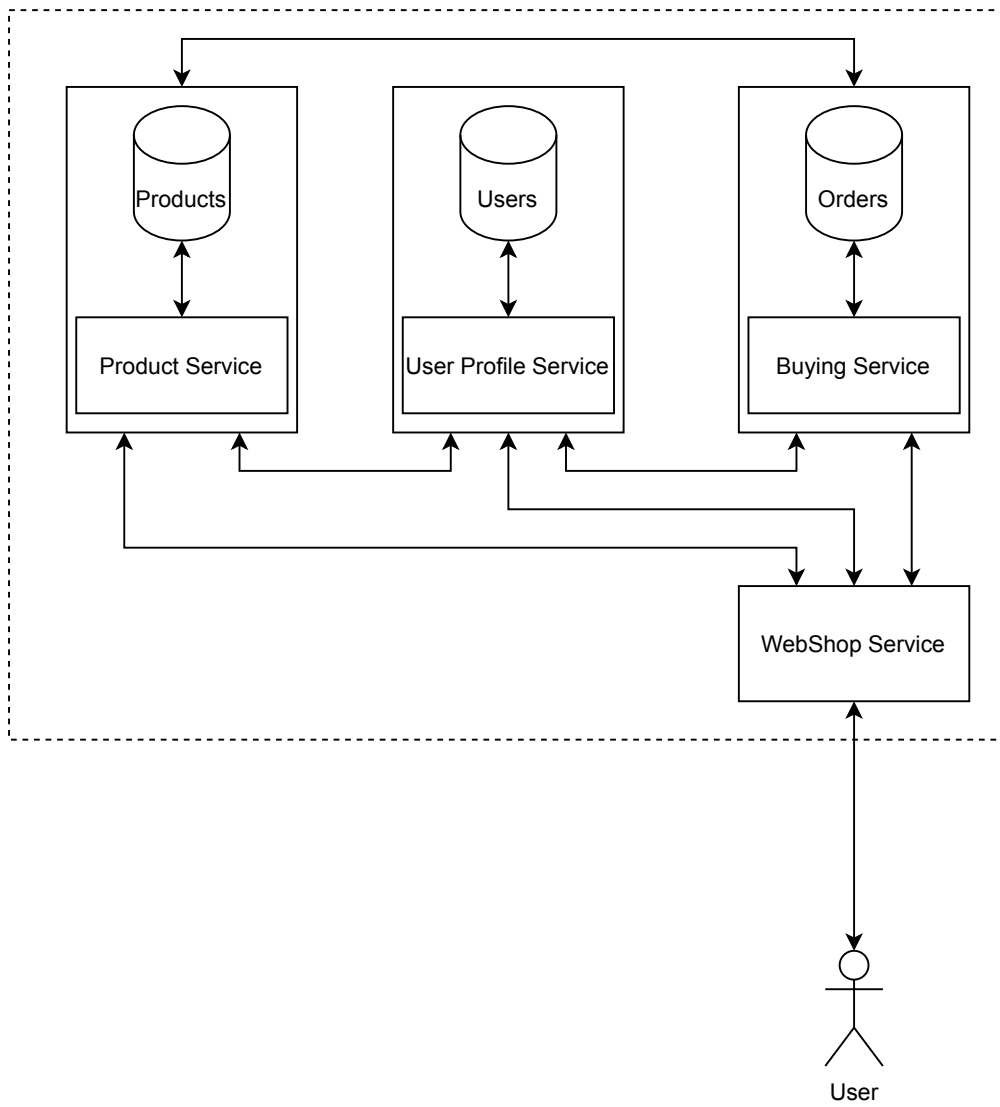 Products
Users
Orders
Product Service
User Profile Service
Buying Service
WebShop Service
User